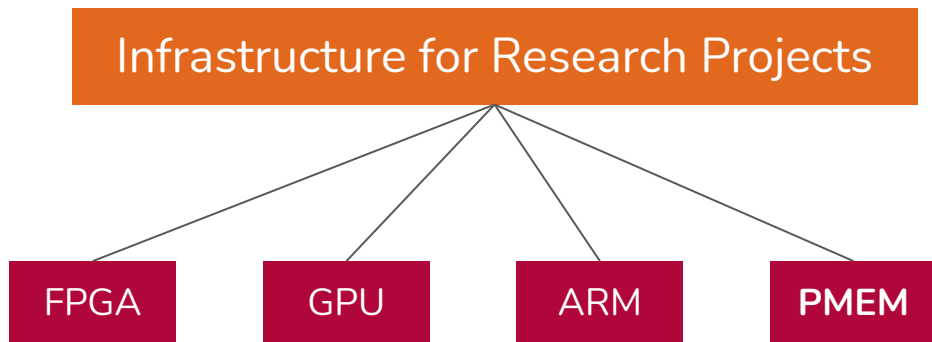 Infrastructure for Research Projects
FPGA
GPU
ARM
PMEM